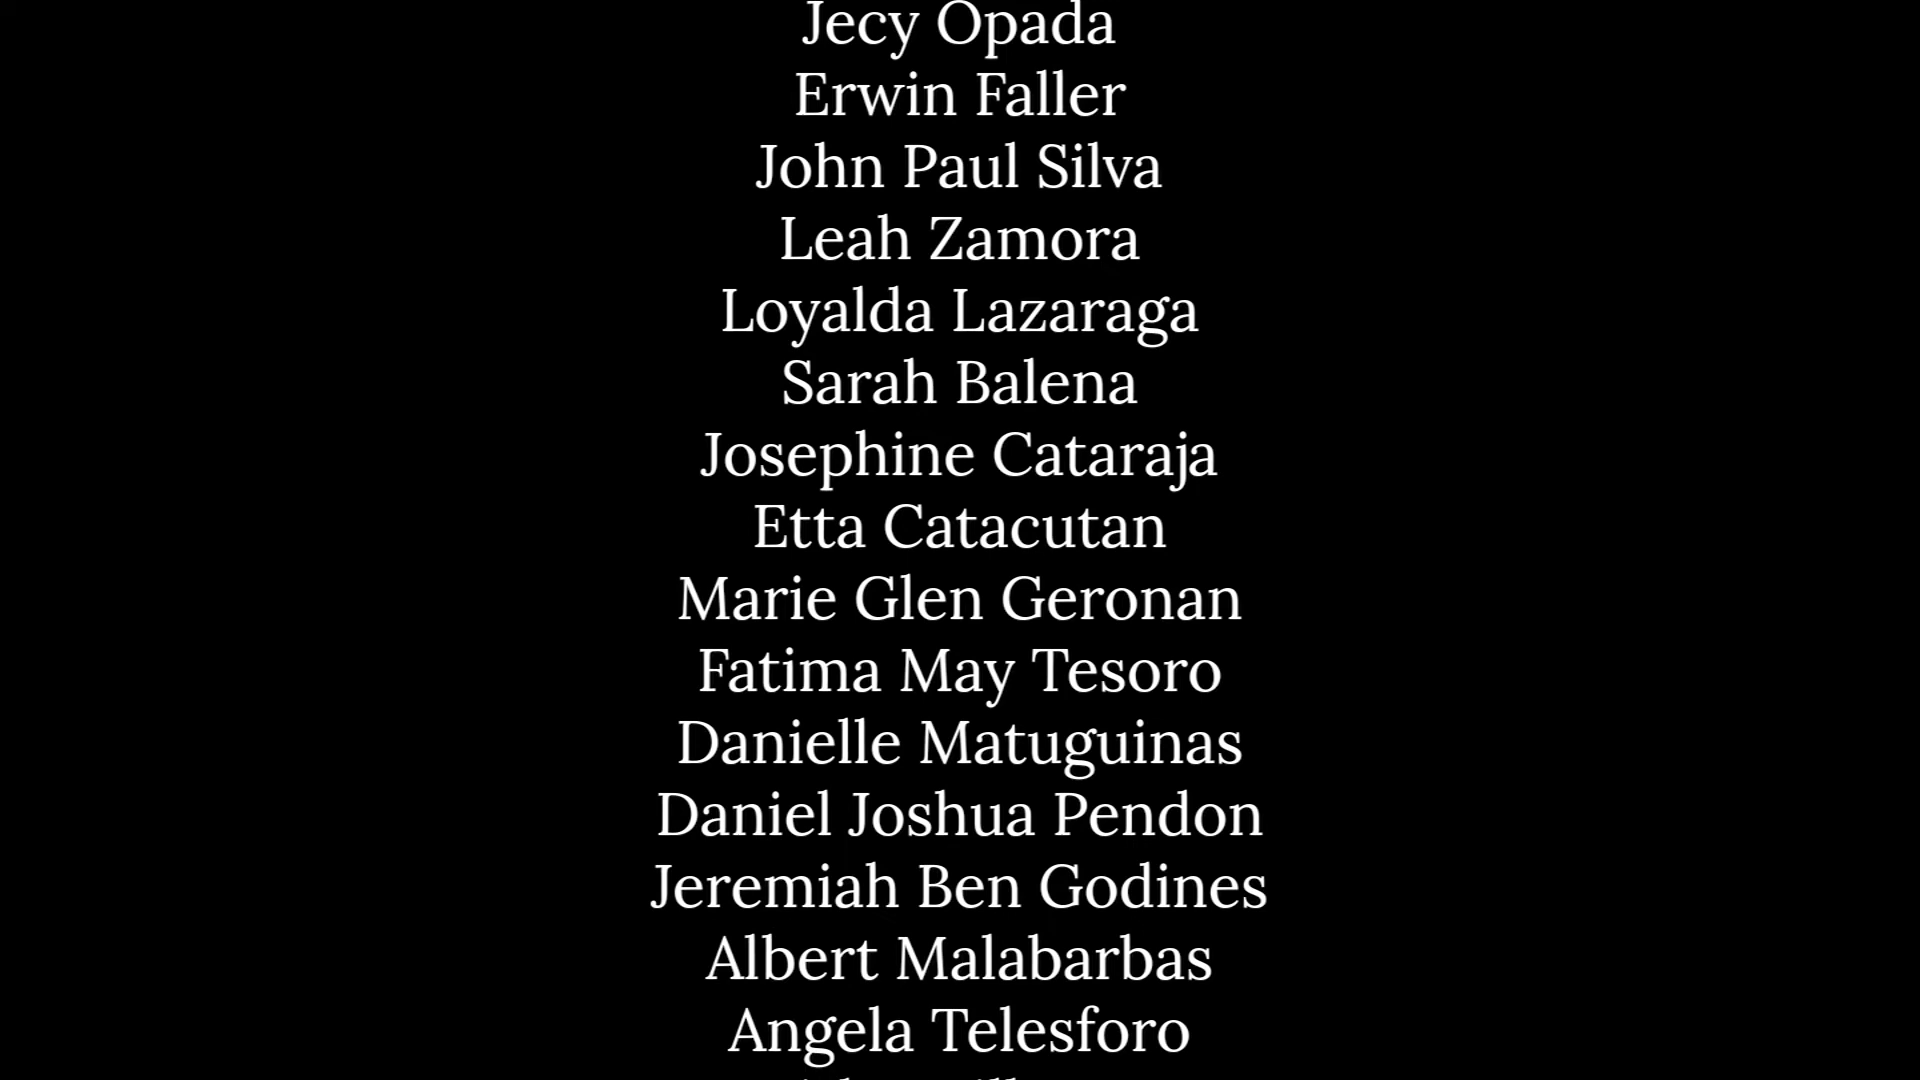 Jecy Opada
Erwin Faller
John Paul Silva
Leah Zamora
Loyalda Lazaraga
Sarah Balena
Josephine Cataraja
Etta Catacutan
Marie Glen Geronan
Fatima May Tesoro
Danielle Matuguinas
Daniel Joshua Pendon
Jeremiah Ben Godines
Albert Malabarbas
Angela Telesforo